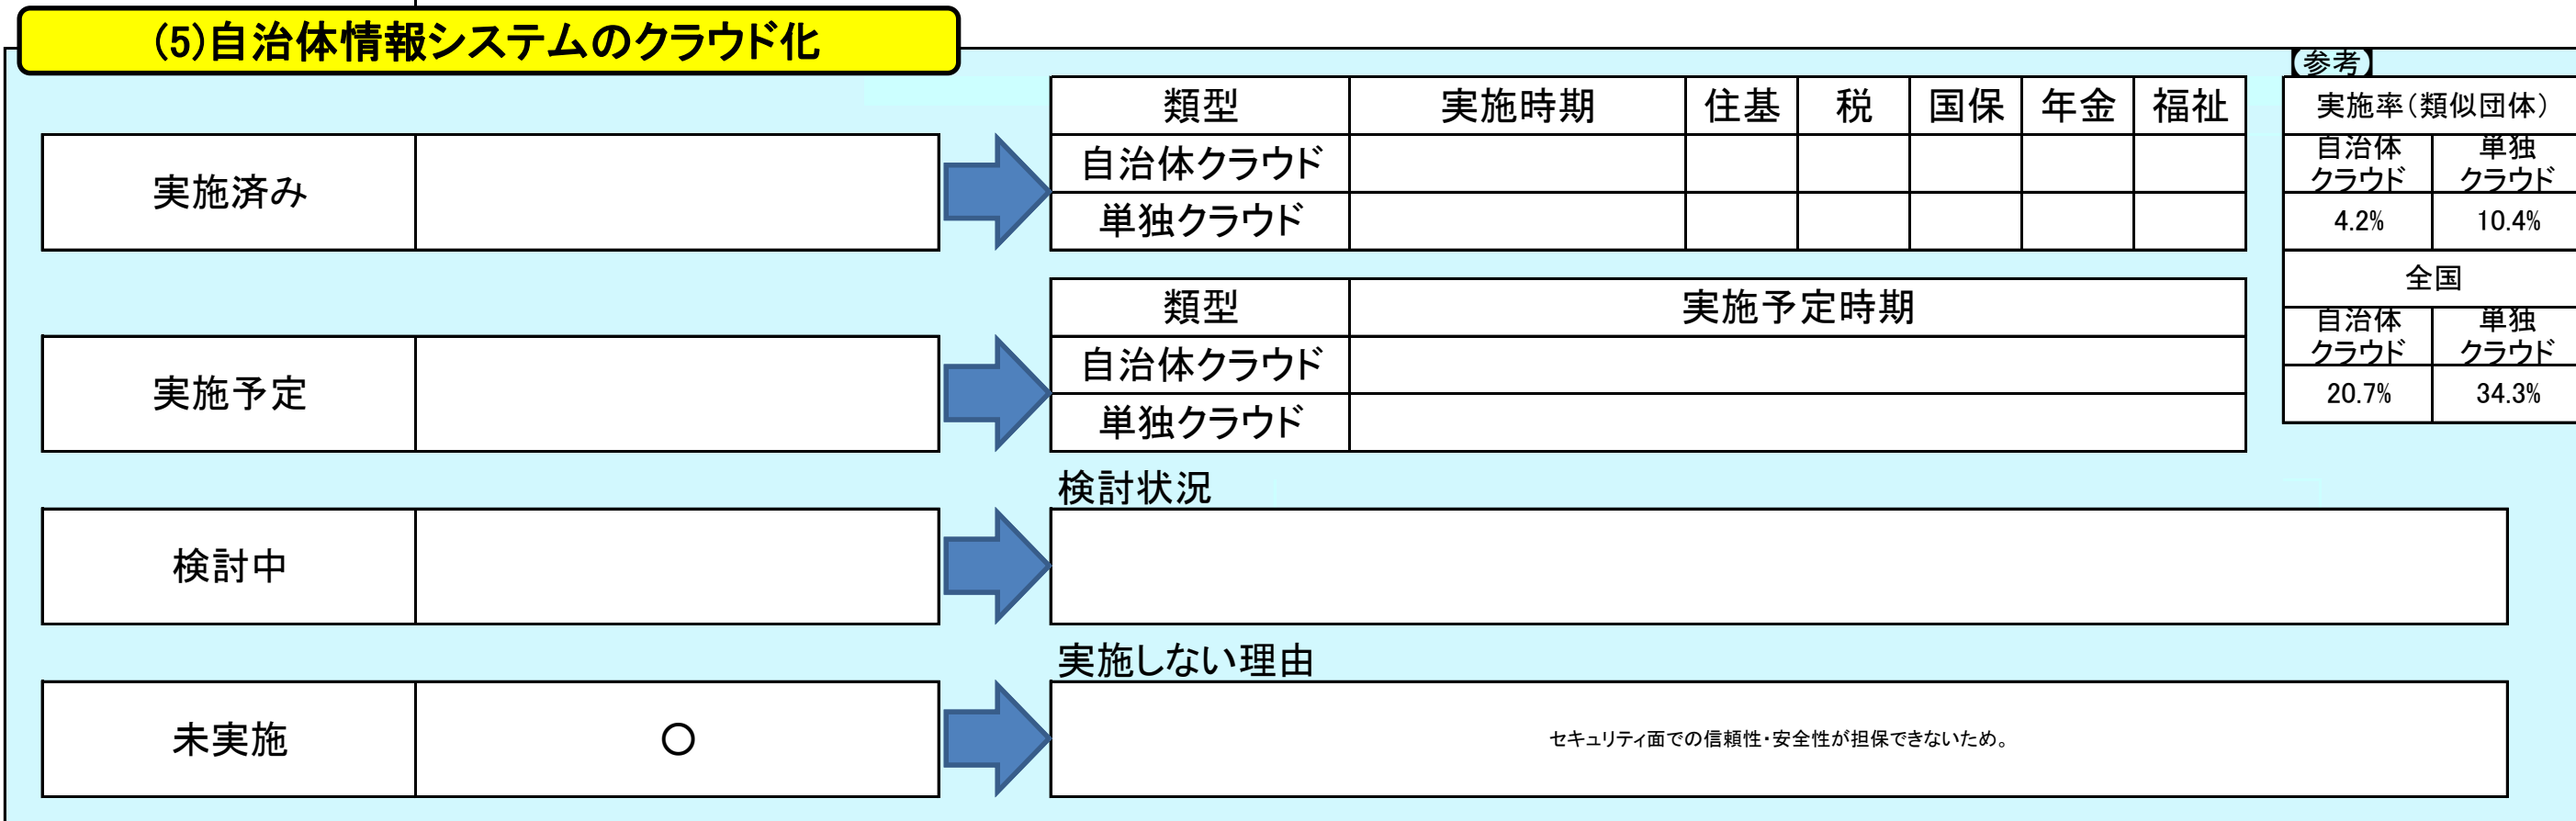 (5)自治体情報システムのクラウド化
【参考】
類型 実施時期 住基 税 国保 年金 福祉
実施率(類似団体)
実施済み
自治体クラウド
単独クラウド
自治体
クラウド
単独
クラウド
4.2% 10.4%
全国
類型 実施予定時期
実施予定
自治体クラウド
単独クラウド
自治体
クラウド
単独
クラウド
20.7% 34.3%
検討状況
検討中
実施しない理由
未実施 ○
セキュリティ面での信頼性・安全性が担保できないため。